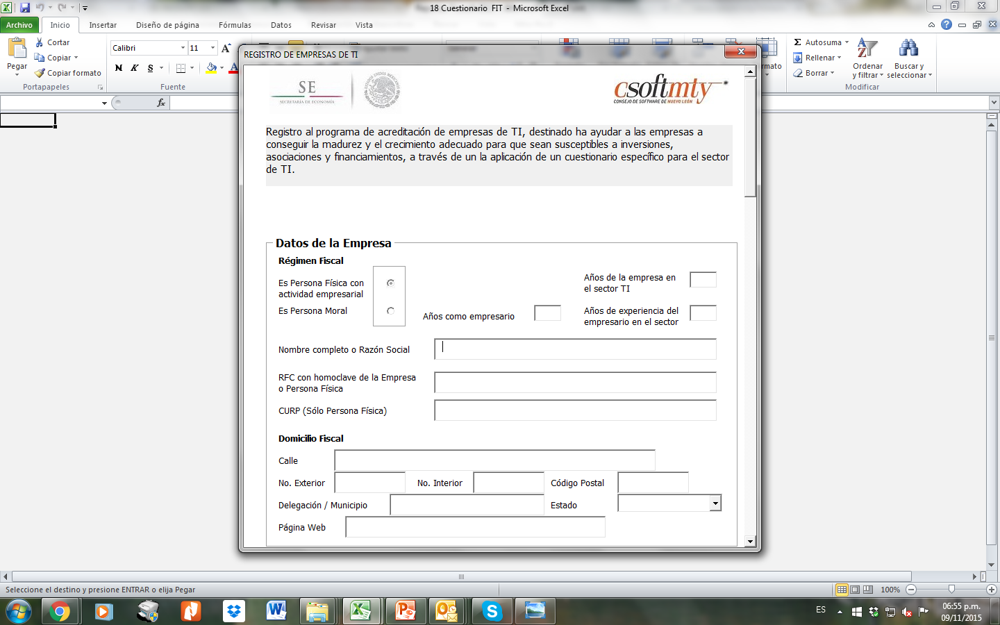 18 Cuestionario FIT - Microsoft Excel
Archivo Inicio Insertar Diseño de página Fórmulas Datos Revisar Vista
Pegar
Cortar
Copiar
Copiar formato
Portapapeles
Calibri 11 A
N K S A
Fuente
Autosuma
Rellenar
Borrar
Ordenar
y filtrar
Buscar y
seleccionar
Modificar
fx
REGISTRO DE EMPRESAS DE TI
SE
SECRETARÍA DE ECONOMÍA
csoftmty
CONSEJO DE SOFTWARE DE NUEVO LEÓN
Registro al programa de acreditación de empresas de TI, destinado ha ayudar a las empresas a
conseguir la madurez y el crecimiento adecuado para que sean susceptibles a inversiones,
asociaciones y financiamientos, a través de un la aplicación de un cuestionario específico para el sector
de TI.
Datos de la Empresa
Régimen Fiscal
Es Persona Física con
actividad empresarial
Es Persona Moral
Años como empresario
Años de la empresa en
el sector TI
Años de experiencia del
empresario en el sector
Nombre completo o Razón Social
RFC con homoclave de la Empresa
o Persona Física
CURP (Sólo Persona Física)
Domicilio Fiscal
Calle
No. Exterior No. Interior Código Postal
Delegación / Municipio Estado
Página Web
Seleccione el destino y presione ENTRAR o elija Pegar
100%
ES
06:55 p.m.
09/11/2015